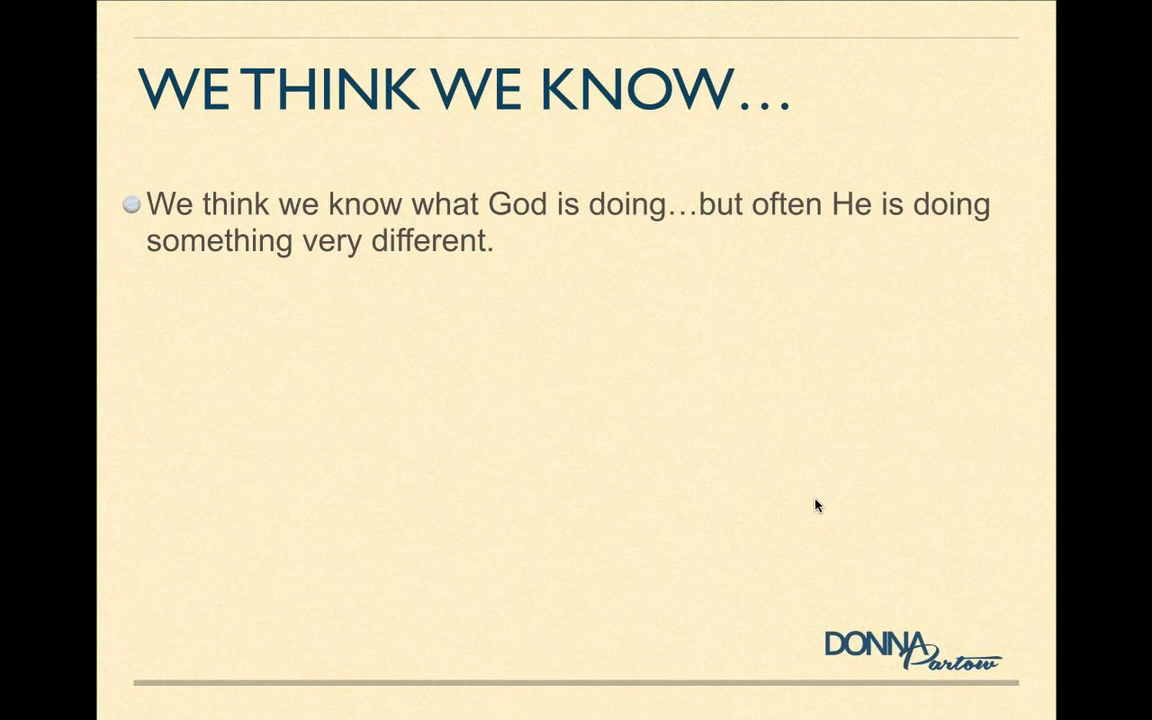 WE THINK WE KNOW…
We think we know what God is doing…but often He is doing
something very different.
DONNA
Partow